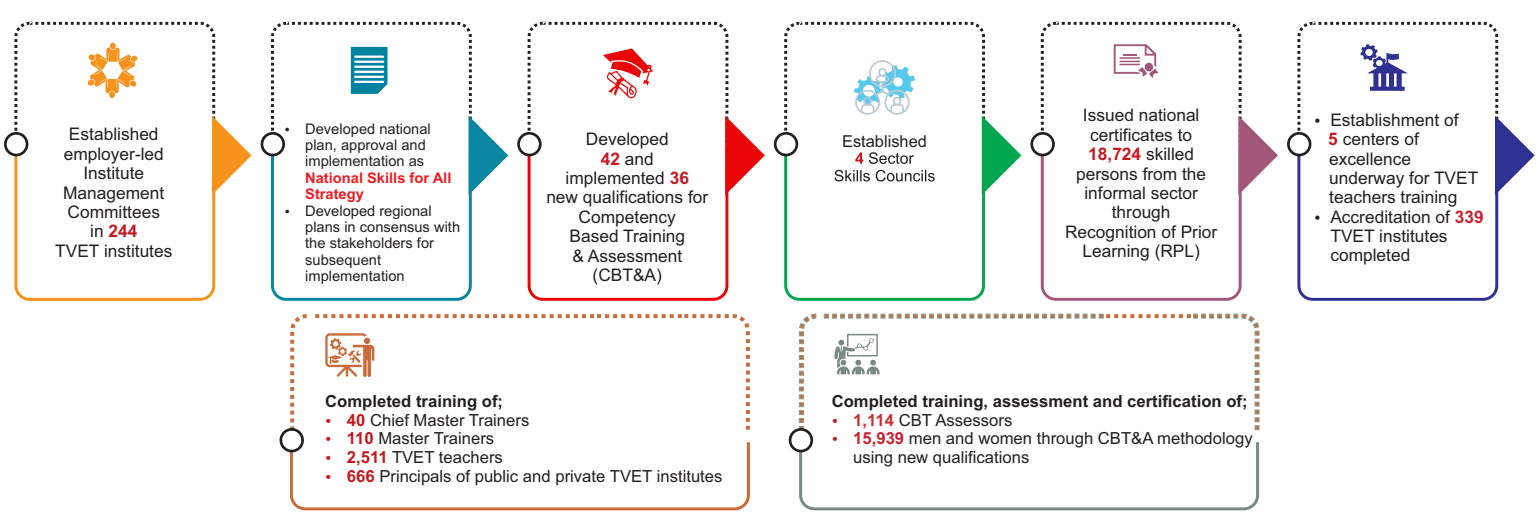 Established
employer-led
Institute
Management
Committees
in 244
TVET institutes
• Developed national
plan, approval and
implementation as
National Skills for All
Strategy
• Developed regional
plans in consensus with
the stakeholders for
subsequent
implementation
Developed
42 and
implemented 36
new qualifications for
Competency
Based Training
& Assessment
(CBT&A)
Established
4 Sector
Skills Councils
Issued national
certificates to
18,724 skilled
persons from the
informal sector
through
Recognition of Prior
Learning (RPL)
• Establishment of
5 centers of
excellence
underway for TVET
teachers training
• Accreditation of 339
TVET institutes
completed
Completed training of;
• 40 Chief Master Trainers
• 110 Master Trainers
• 2,511 TVET teachers
• 666 Principals of public and private TVET institutes
Completed training, assessment and certification of;
• 1,114 CBT Assessors
• 15,939 men and women through CBT&A methodology
using new qualifications